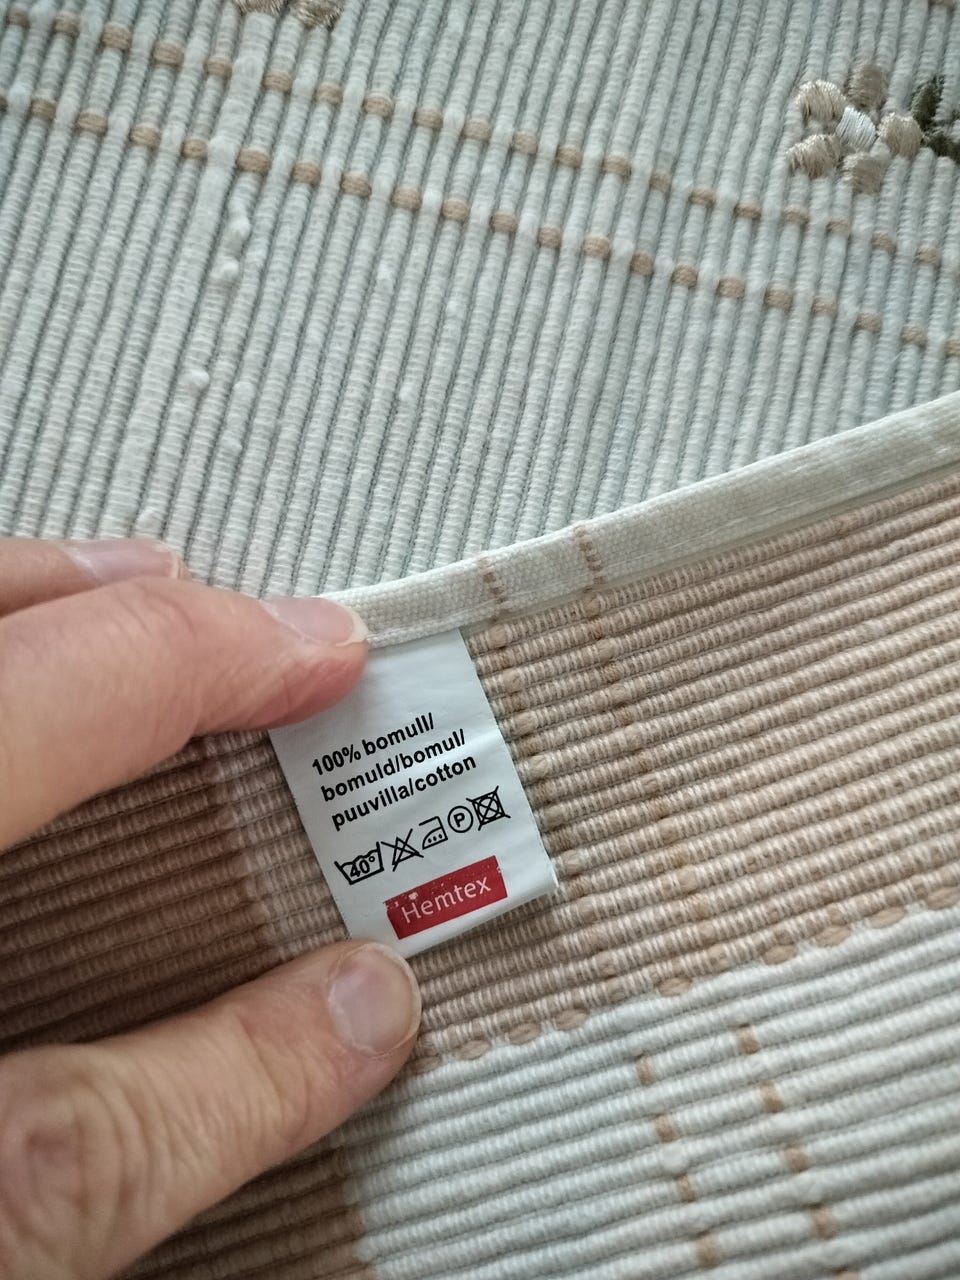 100% bomull/
bomuld/bomul/
puuvilla/cotton
40° P
Hemtex